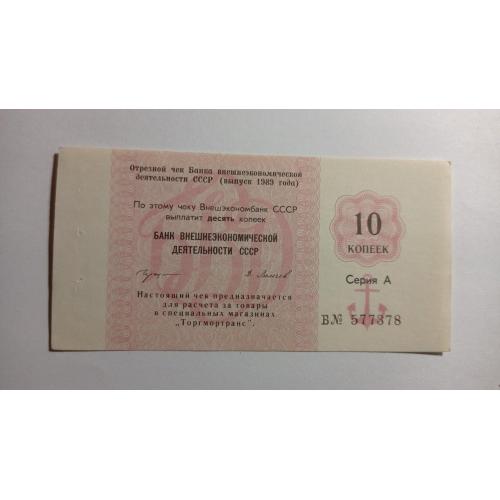 Отрезной чек Банка внешнеэкономической
деятельности СССР (выпуск 1989 года)
По этому чеку Внешэкономбанк СССР
выплатит десять копеек
БАНК ВНЕШНЕЭКОНОМИЧЕСКОЙ
ДЕЯТЕЛЬНОСТИ СССР
Настоящий чек предназначается
для расчета за товары
в специальных магазинах
„Торгмортранс".
10
КОПЕЕК
Серия А
Б№ 577378